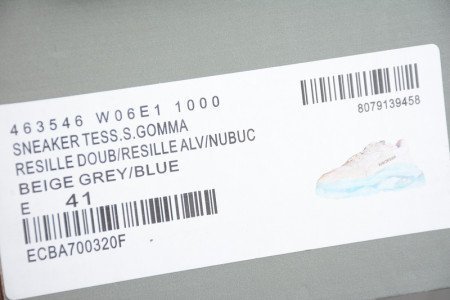 463546 W06E1 1000
SNEAKER TESS.S.GOMMA
RESILLE DOUB/RESILLE ALV/NUBUC
BEIGE GREY/BLUE
E 41
ECBA700320F
8079139458